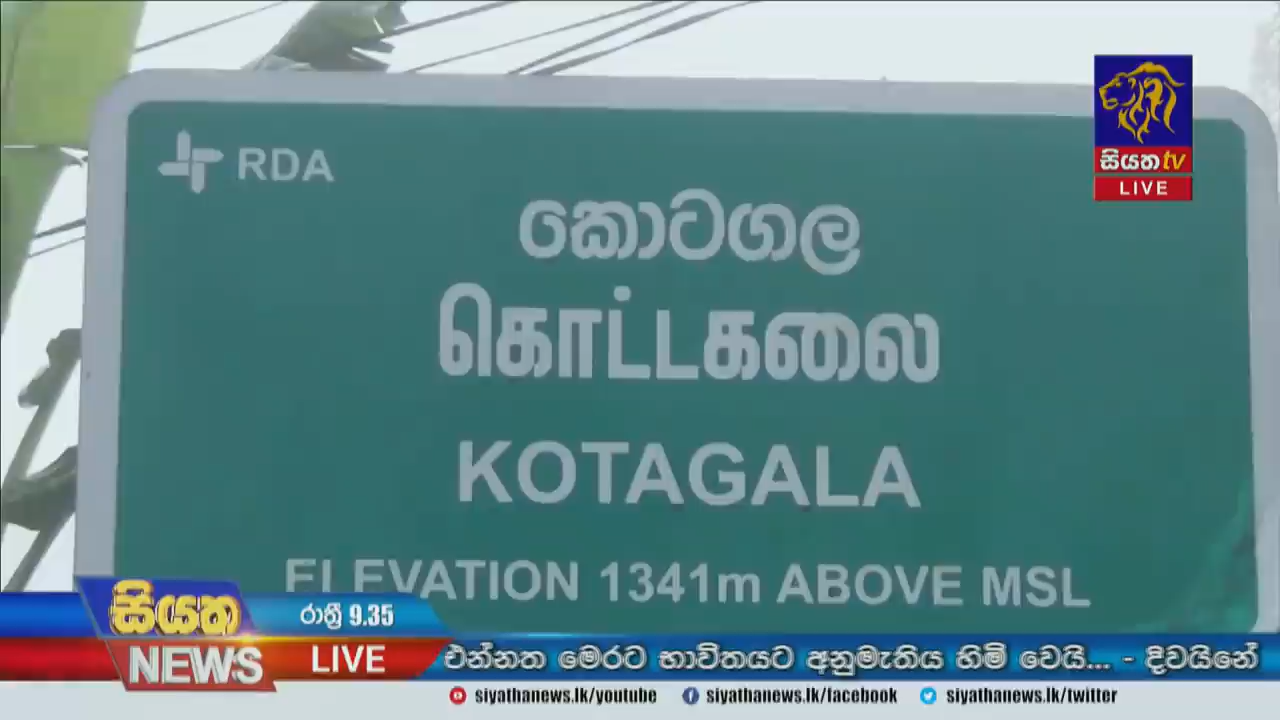 RDA
කොටගල
கொட்டகலை
KOTAGALA
ELEVATION 1341m ABOVE MSL
සියත tv
LIVE
සියත
NEWS
රාත්‍රී 9.35
LIVE
එන්නත මෙරට භාවිතයට අනුමැතිය හිමි වෙයි... - දිවයිනේ
siyathanews.lk/youtube
siyathanews.lk/facebook
siyathanews.lk/twitter